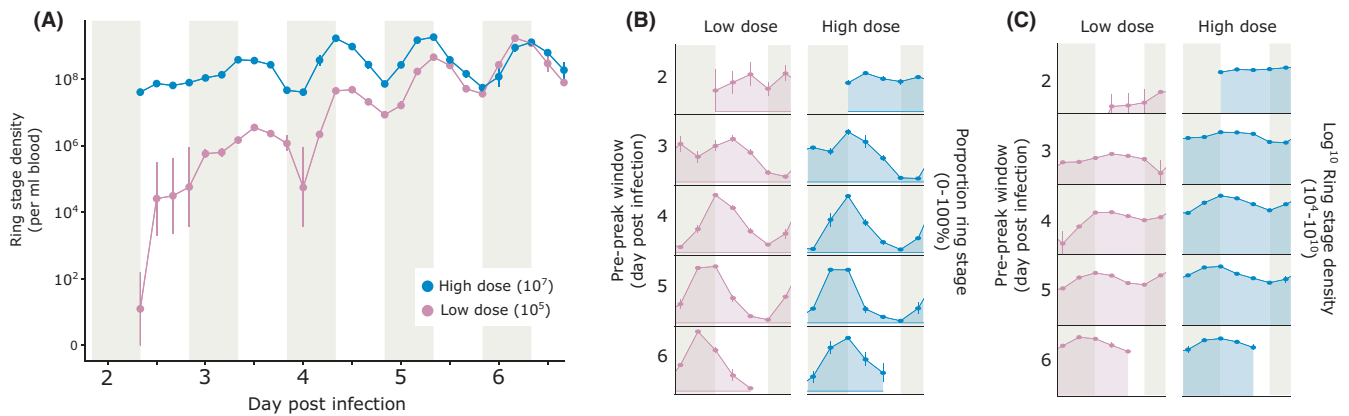 (A)
Ring stage density
(per ml blood)
10⁸
10⁶
10⁴
10²
0
2
3
4
5
6
Day post infection
High dose (10⁷)
Low dose (10⁵)
(B)
Low dose
High dose
Pre-preak window
(day post infection)
2
3
4
5
6
Porportion ring stage
(0-100%)
(C)
Low dose
High dose
Pre-preak window
(day post infection)
2
3
4
5
6
Log¹⁰ Ring stage density
(10⁴-10¹⁰)